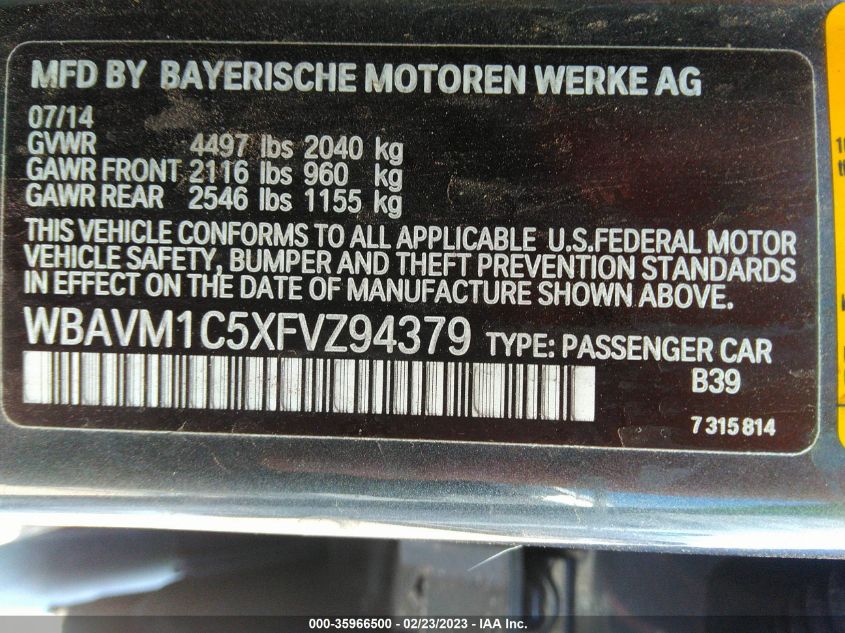 MFD BY BAYERISCHE MOTOREN WERKE AG
07/14
GVWR 4497 lbs 2040 kg
GAWR FRONT 2116 lbs 960 kg
GAWR REAR 2546 lbs 1155 kg
THIS VEHICLE CONFORMS TO ALL APPLICABLE U.S.FEDERAL MOTOR
VEHICLE SAFETY, BUMPER AND THEFT PREVENTION STANDARDS
IN EFFECT ON THE DATE OF MANUFACTURE SHOWN ABOVE.
WBAVM1C5XFVZ94379 TYPE: PASSENGER CAR
B39
7 315 814
000-35966500 / 02/23/2023 - IAA Inc.